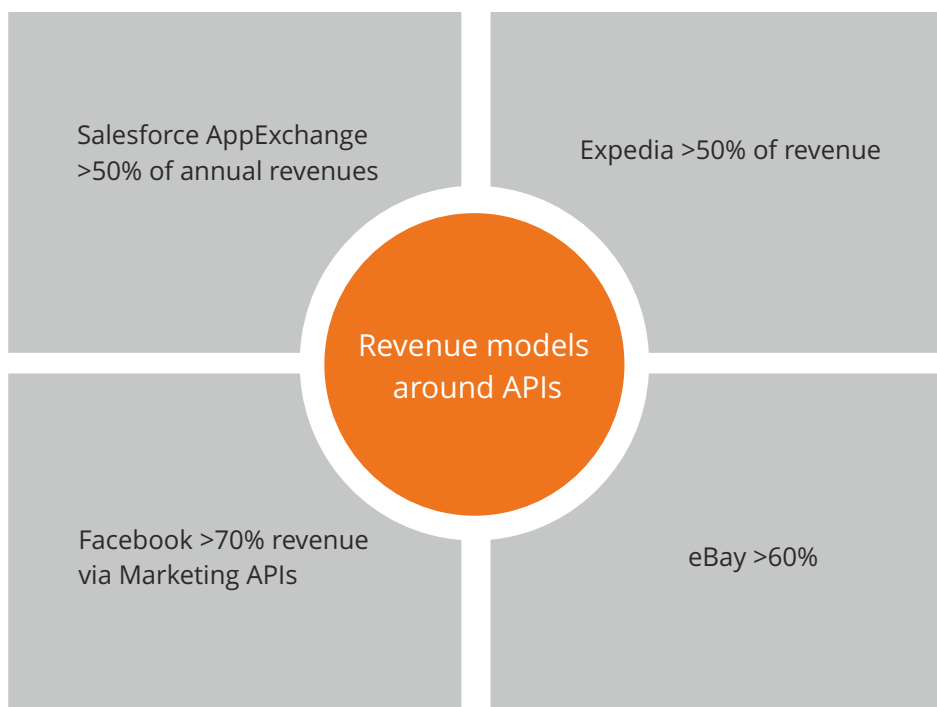 Salesforce AppExchange
>50% of annual revenues
Expedia >50% of revenue
Revenue models
around APIs
Facebook >70% revenue
via Marketing APIs
eBay >60%